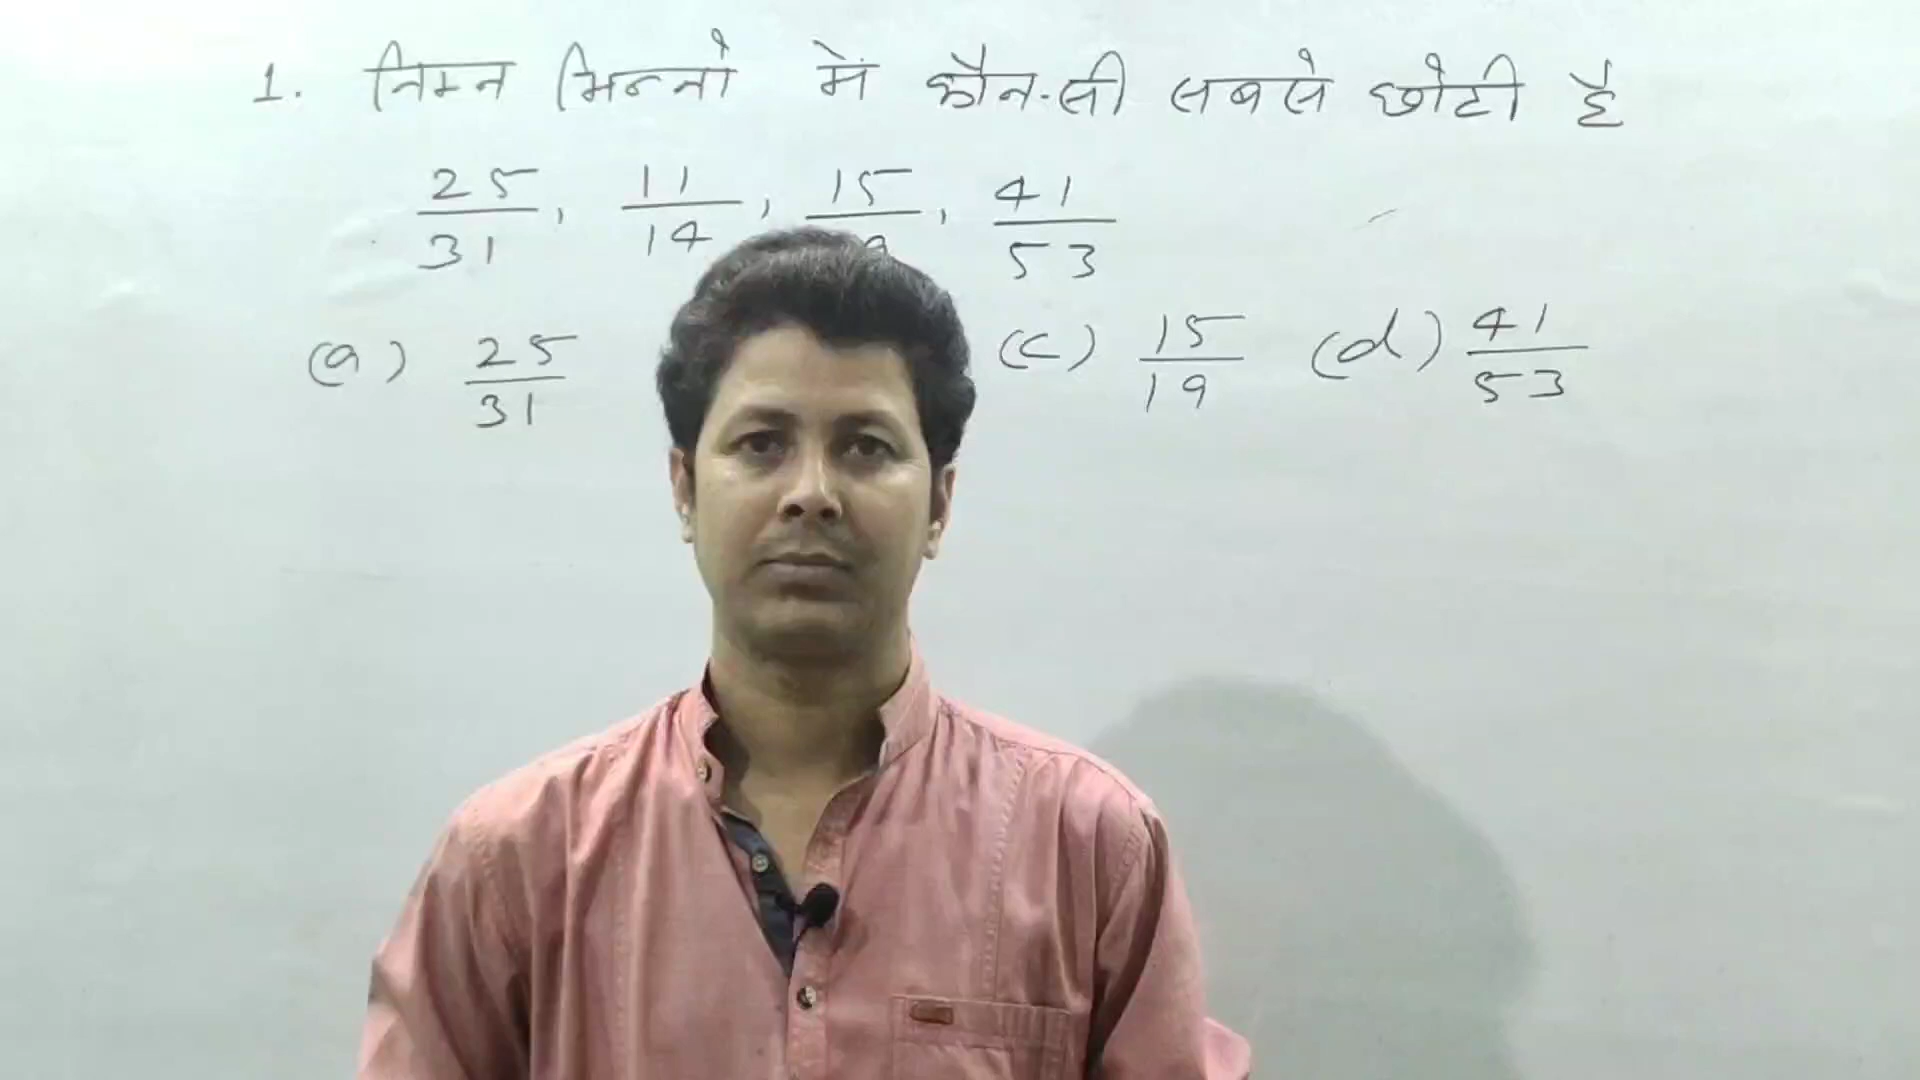 1. निम्न भिन्नो में कौन-सी सबसे छोटी है
25/31, 11/14, 15/, 41/53
(a) 25/31 (c) 15/19 (d) 41/53